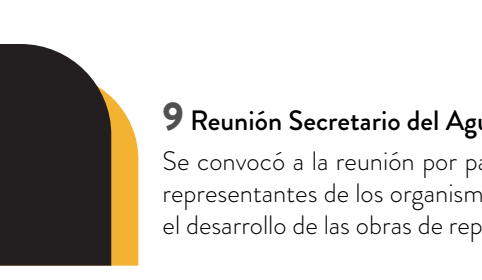 9 Reunión Secretario del Agu
Se convocó a la reunión por pa
representantes de los organism
el desarrollo de las obras de rep